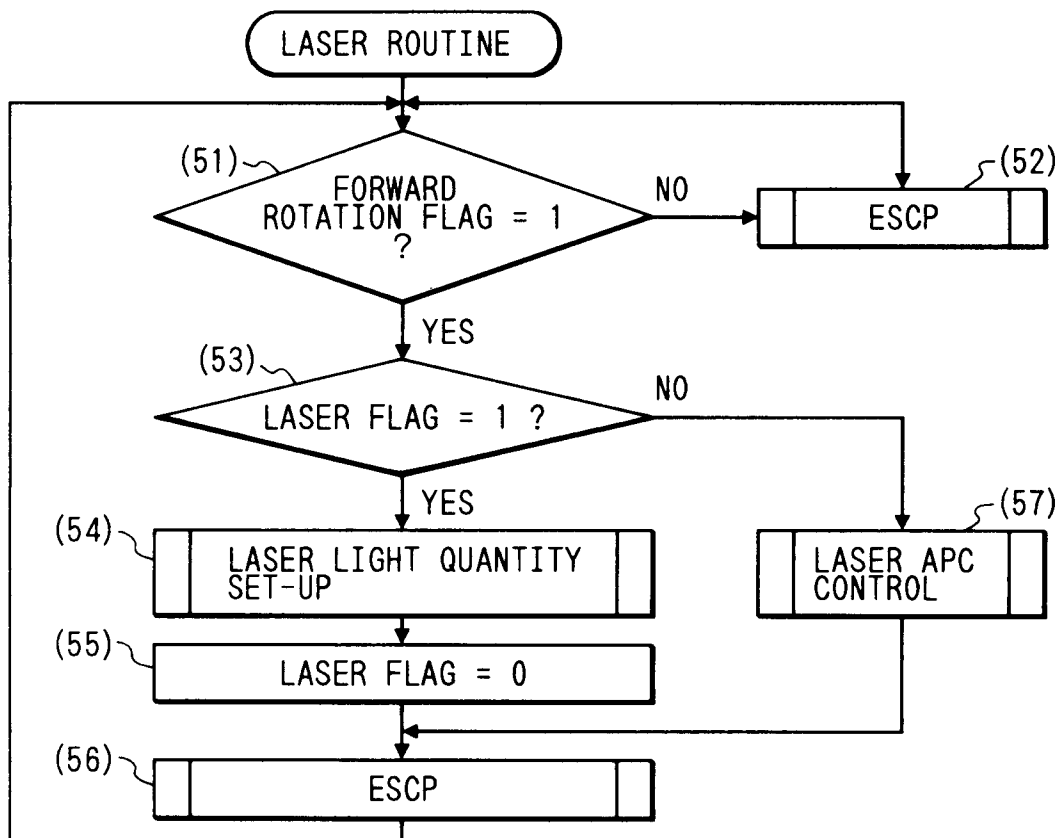 LASER ROUTINE
(51)
FORWARD
ROTATION FLAG = 1
?
NO
(52)
ESCP
YES
(53)
LASER FLAG = 1 ?
NO
YES
(54)
LASER LIGHT QUANTITY
SET-UP
(57)
LASER APC
CONTROL
(55)
LASER FLAG = 0
(56)
ESCP